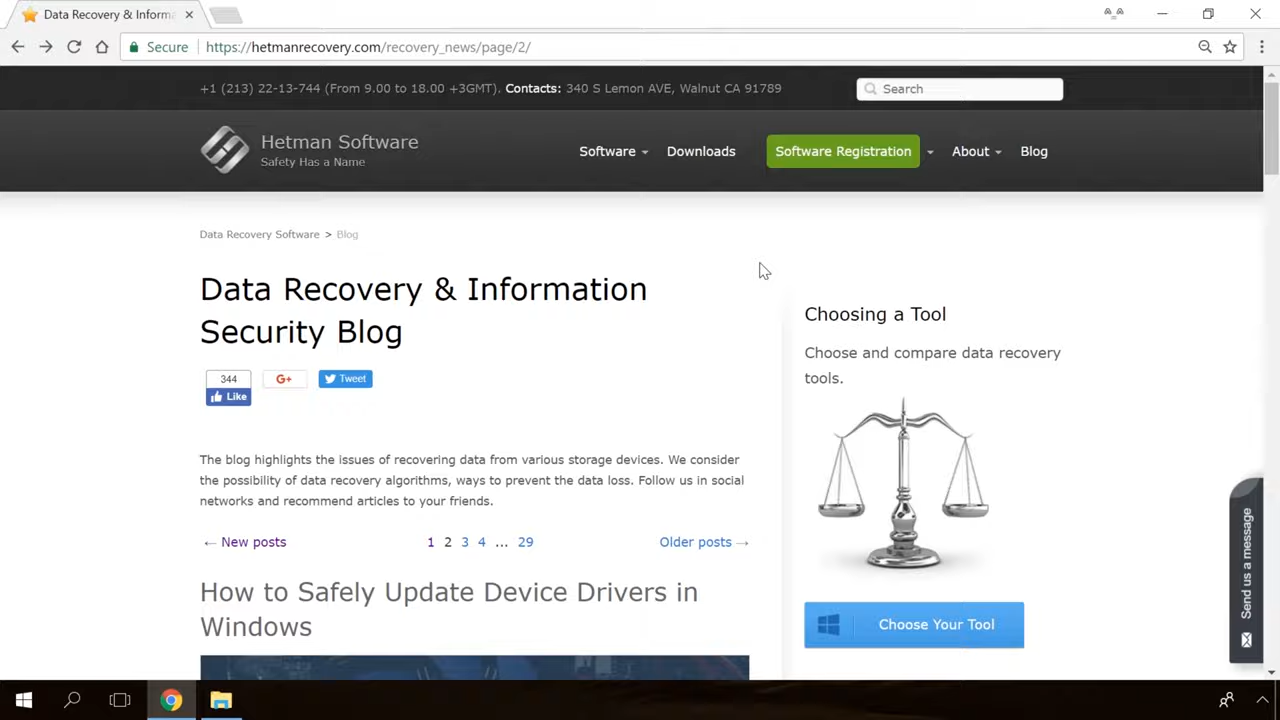 Data Recovery & Informa
Secure
https://hetmanrecovery.com/recovery_news/page/2/
+1 (213) 22-13-744 (From 9.00 to 18.00 +3GMT). Contacts: 340 S Lemon AVE, Walnut CA 91789
Search
Hetman Software
Safety Has a Name
Software
Downloads
Software Registration
About
Blog
Data Recovery Software > Blog
Data Recovery & Information
Security Blog
344
Like
G+
Tweet
The blog highlights the issues of recovering data from various storage devices. We consider
the possibility of data recovery algorithms, ways to prevent the data loss. Follow us in social
networks and recommend articles to your friends.
← New posts
1 2 3 4 ... 29
Older posts →
How to Safely Update Device Drivers in
Windows
Choosing a Tool
Choose and compare data recovery
tools.
Choose Your Tool
Send us a message